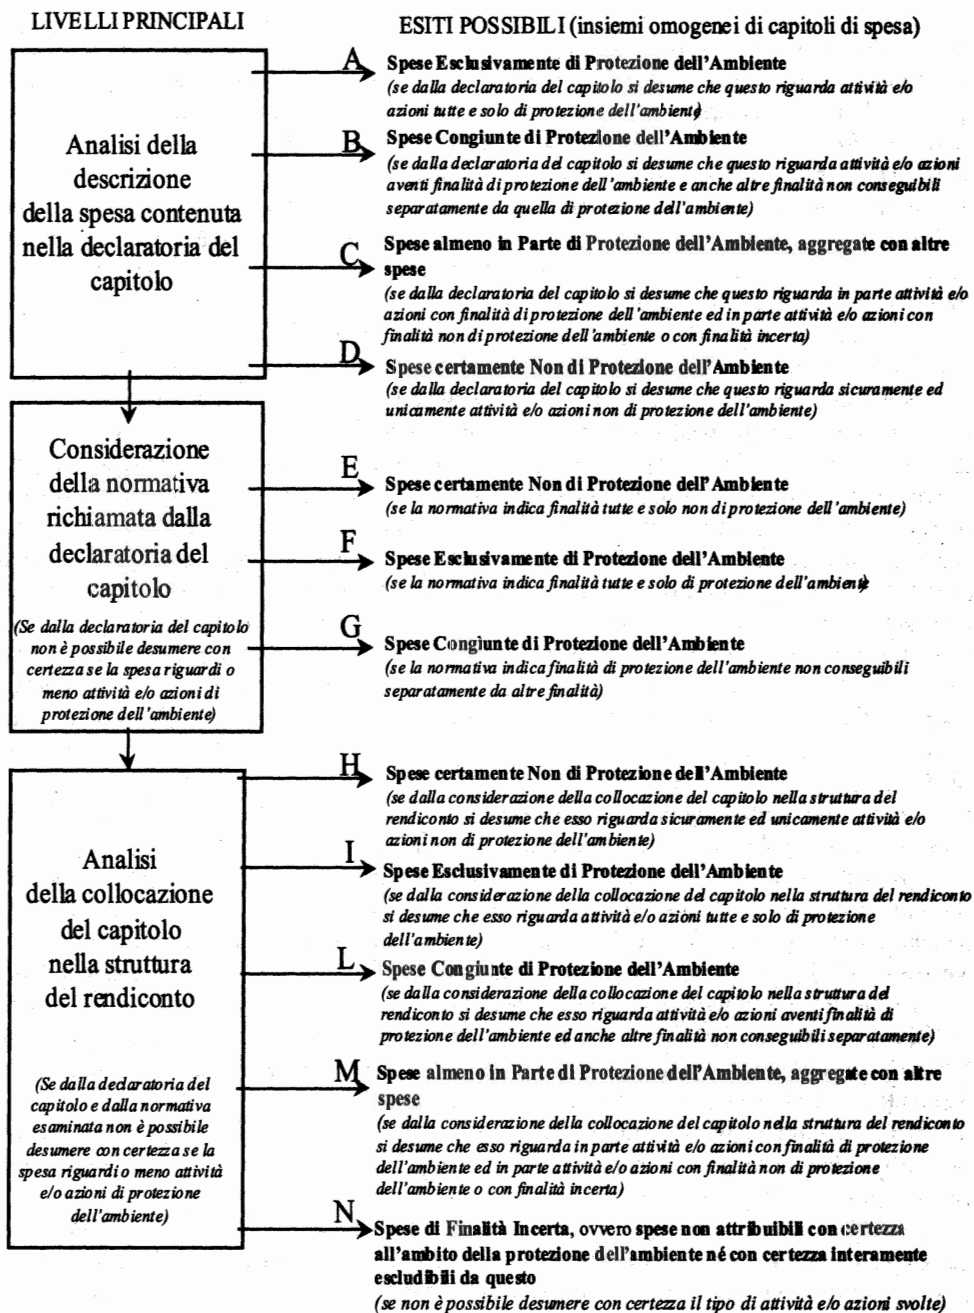 LIVELLI PRINCIPALI
ESITI POSSIBILI (insiemi omogenei di capitoli di spesa)
Analisi della
descrizione
della spesa contenuta
nella declaratoria del
capitolo
A
Spese Esclusivamente di Protezione dell'Ambiente
(se dalla declaratoria del capitolo si desume che questo riguarda attività e/o
azioni tutte e solo di protezione dell'ambiente)
B
Spese Congiunte di Protezione dell'Ambiente
(se dalla declaratoria del capitolo si desume che questo riguarda attività e/o azioni
aventi finalità di protezione dell'ambiente e anche altre finalità non conseguibili
separatamente da quella di protezione dell'ambiente)
C
Spese almeno in Parte di Protezione dell'Ambiente, aggregate con altre
spese
(se dalla declaratoria del capitolo si desume che questo riguarda in parte attività e/o
azioni con finalità di protezione dell'ambiente ed in parte attività e/o azioni con
finalità non di protezione dell'ambiente o con finalità incerta)
D
Spese certamente Non di Protezione dell'Ambiente
(se dalla declaratoria del capitolo si desume che questo riguarda sicuramente ed
unicamente attività e/o azioni non di protezione dell'ambiente)
Considerazione
della normativa
richiamata dalla
declaratoria del
capitolo
(Se dalla declaratoria del capitolo
non è possibile desumere con
certezza se la spesa riguardi o
meno attività e/o azioni di
protezione dell'ambiente)
E
Spese certamente Non di Protezione dell'Ambiente
(se la normativa indica finalità tutte e solo non di protezione dell'ambiente)
F
Spese Esclusivamente di Protezione dell'Ambiente
(se la normativa indica finalità tutte e solo di protezione dell'ambiente)
G
Spese Congiunte di Protezione dell'Ambiente
(se la normativa indica finalità di protezione dell'ambiente non conseguibili
separatamente da altre finalità)
Analisi
della collocazione
del capitolo
nella struttura
del rendiconto
(Se dalla declaratoria del
capitolo e dalla normativa
esaminata non è possibile
desumere con certezza se la
spesa riguardi o meno attività
e/o azioni di protezione
dell'ambiente)
H
Spese certamente Non di Protezione dell'Ambiente
(se dalla considerazione della collocazione del capitolo nella struttura del
rendiconto si desume che esso riguarda sicuramente ed unicamente attività e/o
azioni non di protezione dell'ambiente)
I
Spese Esclusivamente di Protezione dell'Ambiente
(se dalla considerazione della collocazione del capitolo nella struttura del rendiconto
si desume che esso riguarda attività e/o azioni tutte e solo di protezione
dell'ambiente)
L
Spese Congiunte di Protezione dell'Ambiente
(se dalla considerazione della collocazione del capitolo nella struttura del
rendiconto si desume che esso riguarda attività e/o azioni aventi finalità di
protezione dell'ambiente ed anche altre finalità non conseguibili separatamente)
M
Spese almeno in Parte di Protezione dell'Ambiente, aggregate con altre
spese
(se dalla considerazione della collocazione del capitolo nella struttura del rendiconto
si desume che esso riguarda in parte attività e/o azioni con finalità di protezione
dell'ambiente ed in parte attività e/o azioni con finalità non di protezione
dell'ambiente o con finalità incerta)
N
Spese di Finalità Incerta, ovvero spese non attribuibili con certezza
all'ambito della protezione dell'ambiente né con certezza interamente
escludibili da questo
(se non è possibile desumere con certezza il tipo di attività e/o azioni svolte)